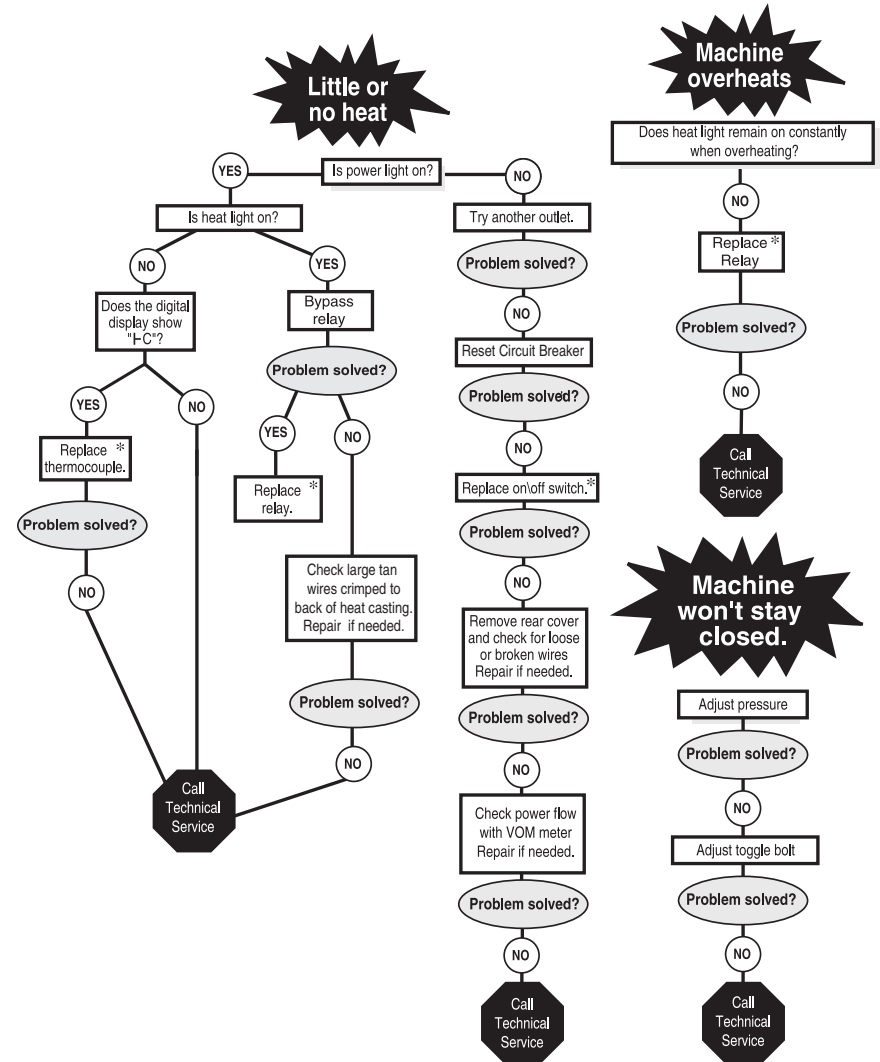 Little or
no heat
Is power light on?
YES
Is heat light on?
NO
Does the digital
display show
"⊢C"?
YES
Replace *
thermocouple.
Problem solved?
NO
NO
YES
Bypass
relay
Problem solved?
YES
Replace *
relay.
NO
Check large tan
wires crimped to
back of heat casting.
Repair if needed.
Problem solved?
NO
Call
Technical
Service
NO
Try another outlet.
Problem solved?
NO
Reset Circuit Breaker
Problem solved?
NO
Replace on\off switch.*
Problem solved?
NO
Remove rear cover
and check for loose
or broken wires
Repair if needed.
Problem solved?
NO
Check power flow
with VOM meter
Repair if needed.
Problem solved?
NO
Call
Technical
Service
Machine
overheats
Does heat light remain on constantly
when overheating?
NO
Replace *
Relay
Problem solved?
NO
Call
Technical
Service
Machine
won't stay
closed.
Adjust pressure
Problem solved?
NO
Adjust toggle bolt
Problem solved?
NO
Call
Technical
Service